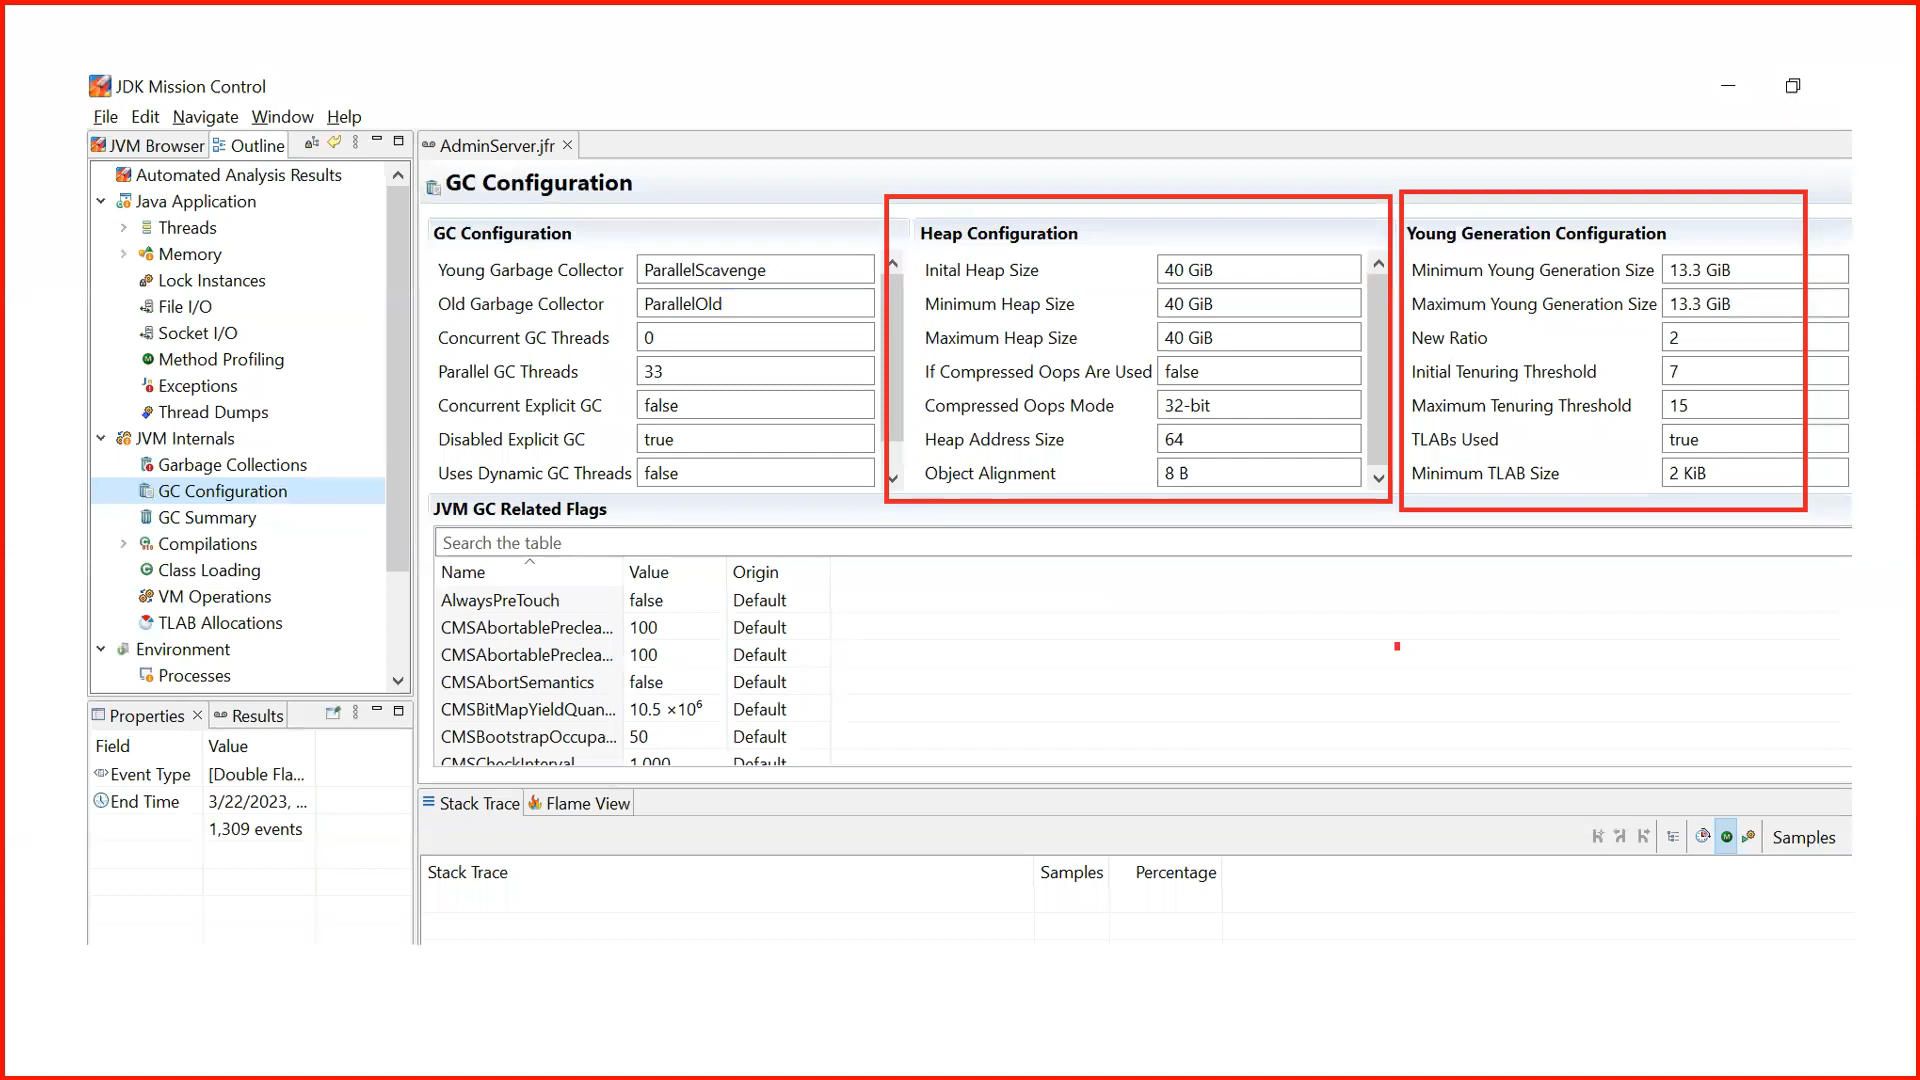 JDK Mission Control
File Edit Navigate Window Help
JVM Browser Outline
Automated Analysis Results
Java Application
Threads
Memory
Lock Instances
File I/O
Socket I/O
Method Profiling
Exceptions
Thread Dumps
JVM Internals
Garbage Collections
GC Configuration
GC Summary
Compilations
Class Loading
VM Operations
TLAB Allocations
Environment
Processes
Properties Results
Field Value
Event Type [Double Fla...
End Time 3/22/2023, ...
1,309 events
AdminServer.jfr
GC Configuration
GC Configuration
Young Garbage Collector ParallelScavenge
Old Garbage Collector ParallelOld
Concurrent GC Threads 0
Parallel GC Threads 33
Concurrent Explicit GC false
Disabled Explicit GC true
Uses Dynamic GC Threads false
Heap Configuration
Inital Heap Size 40 GiB
Minimum Heap Size 40 GiB
Maximum Heap Size 40 GiB
If Compressed Oops Are Used false
Compressed Oops Mode 32-bit
Heap Address Size 64
Object Alignment 8 B
Young Generation Configuration
Minimum Young Generation Size 13.3 GiB
Maximum Young Generation Size 13.3 GiB
New Ratio 2
Initial Tenuring Threshold 7
Maximum Tenuring Threshold 15
TLABs Used true
Minimum TLAB Size 2 KiB
JVM GC Related Flags
Search the table
Name Value Origin
AlwaysPreTouch false Default
CMSAbortablePreclea... 100 Default
CMSAbortablePreclea... 100 Default
CMSAbortSemantics false Default
CMSBitMapYieldQuan... 10.5 ×10⁶ Default
CMSBootstrapOccupa... 50 Default
CMSCheckInterval 1,000 Default
Stack Trace Flame View
Samples
Stack Trace Samples Percentage